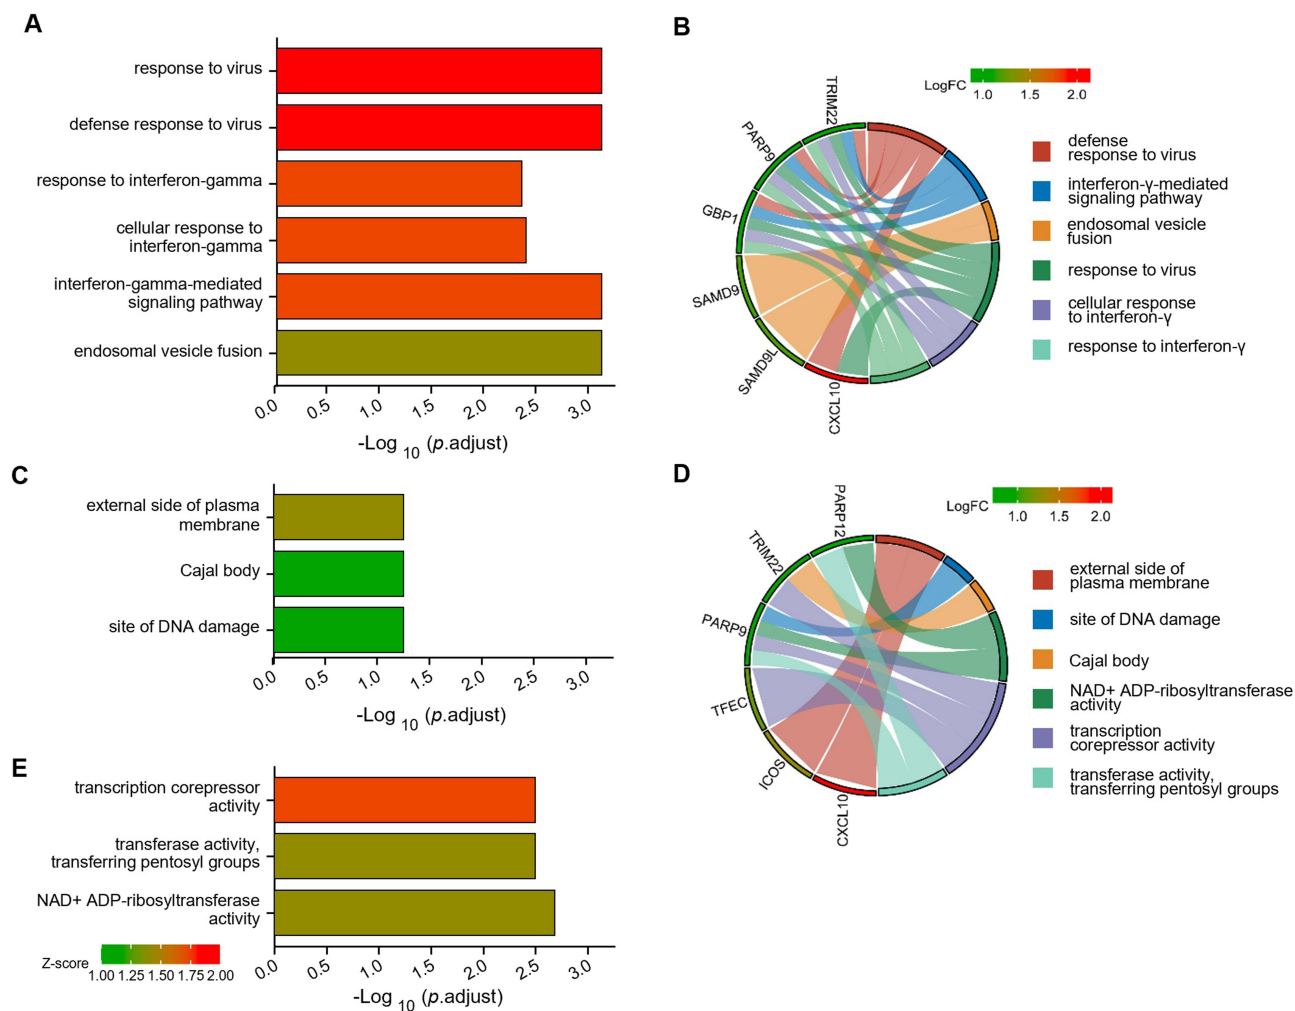 A
response to virus
defense response to virus
response to interferon-gamma
cellular response to
interferon-gamma
interferon-gamma-mediated
signaling pathway
endosomal vesicle fusion
0.0 0.5 1.0 1.5 2.0 2.5 3.0
-Log 10 (p.adjust)
B
LogFC
1.0 1.5 2.0
TRIM22
PARP9
GBP1
SAMD9
SAMD9L
CXCL10
defense
response to virus
interferon-γ-mediated
signaling pathway
endosomal vesicle
fusion
response to virus
cellular response
to interferon-γ
response to interferon-γ
C
external side of plasma
membrane
Cajal body
site of DNA damage
0.0 0.5 1.0 1.5 2.0 2.5 3.0
-Log 10 (p.adjust)
D
LogFC
1.0 1.5 2.0
PARP12
TRIM22
PARP9
TFEC
ICOS
CXCL10
external side of
plasma membrane
site of DNA damage
Cajal body
NAD+ ADP-ribosyltransferase
activity
transcription
corepressor activity
transferase activity,
transferring pentosyl groups
E
transcription corepressor
activity
transferase activity,
transferring pentosyl groups
NAD+ ADP-ribosyltransferase
activity
Z-score
1.00 1.25 1.50 1.75 2.00
0.0 0.5 1.0 1.5 2.0 2.5 3.0
-Log 10 (p.adjust)